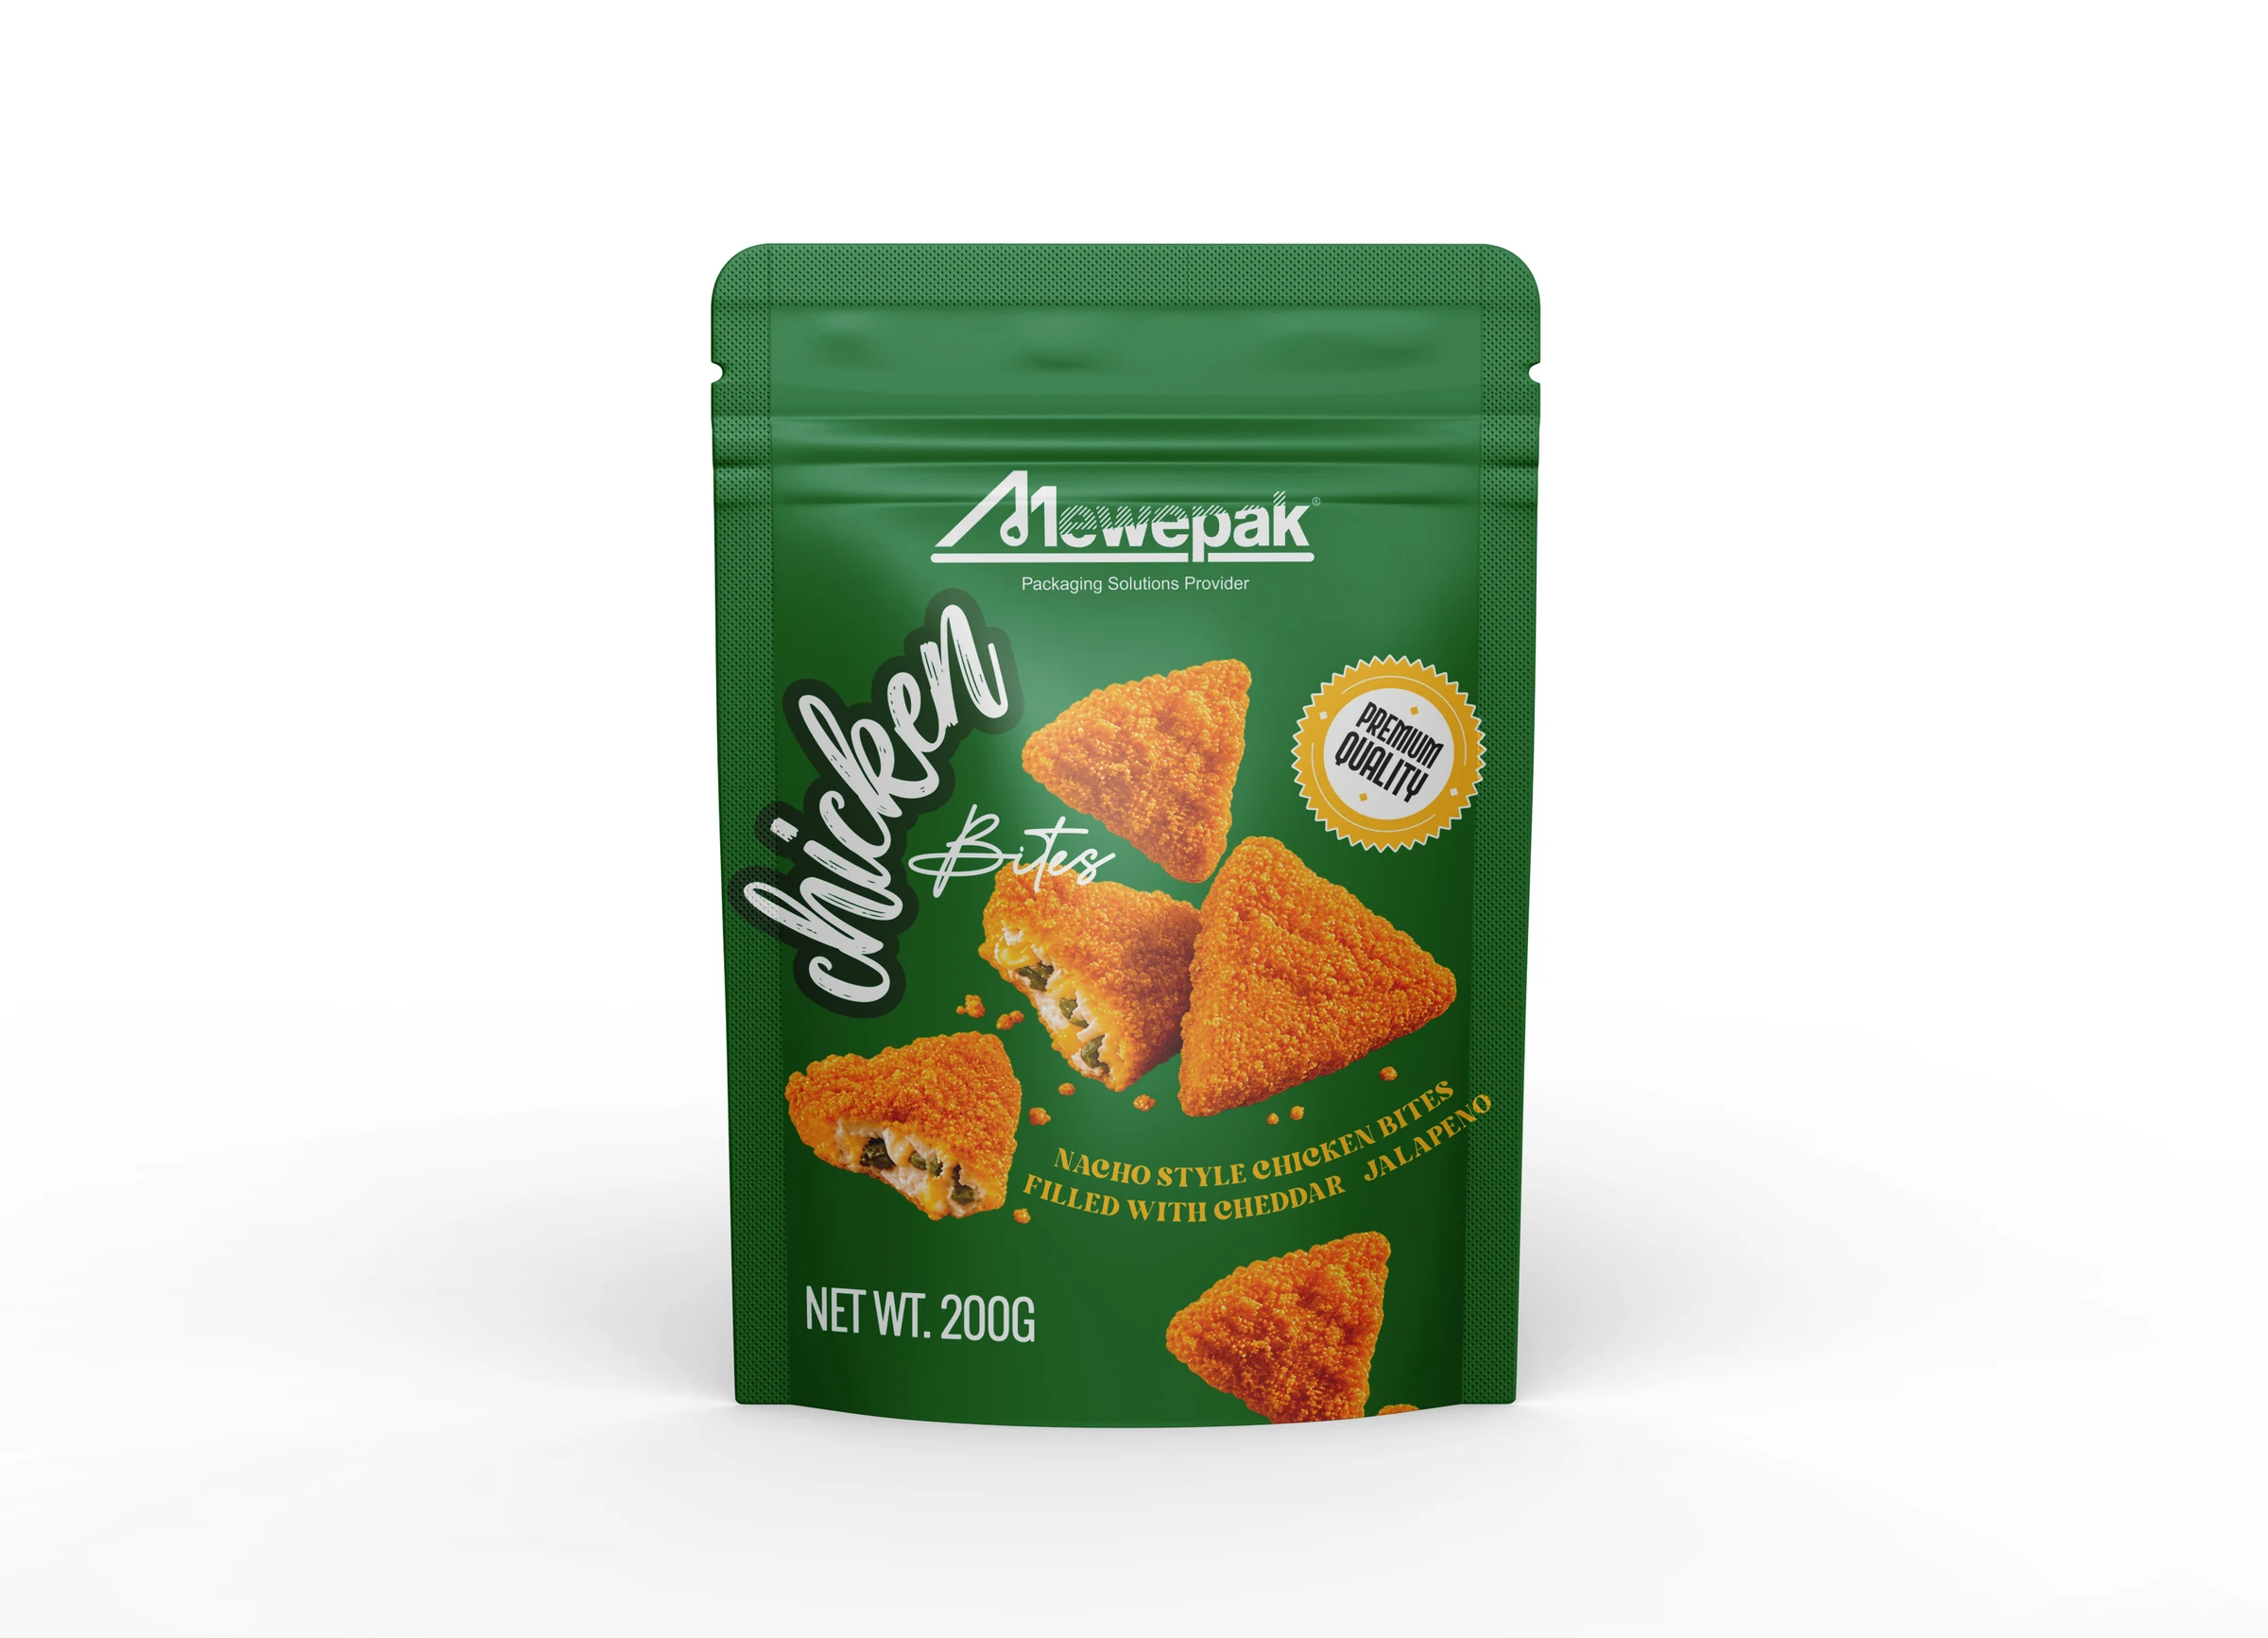 Mewepak®
Packaging Solutions Provider
chicken
Bites
PREMIUM
QUALITY
NACHO STYLE CHICKEN BITES
FILLED WITH CHEDDAR JALAPENO
NET WT. 200G